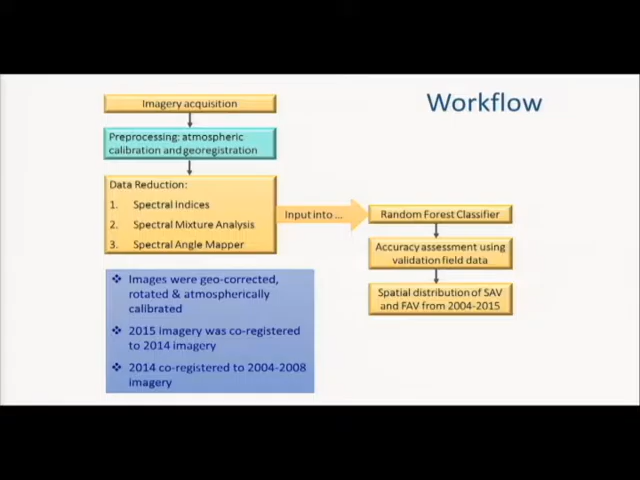 Workflow
Imagery acquisition
Preprocessing: atmospheric
calibration and georegistration
Data Reduction:
1. Spectral Indices
2. Spectral Mixture Analysis
3. Spectral Angle Mapper
Input into ...
Random Forest Classifier
Accuracy assessment using
validation field data
Spatial distribution of SAV
and FAV from 2004-2015
❖ Images were geo-corrected,
rotated & atmospherically
calibrated
❖ 2015 imagery was co-registered
to 2014 imagery
❖ 2014 co-registered to 2004-2008
imagery